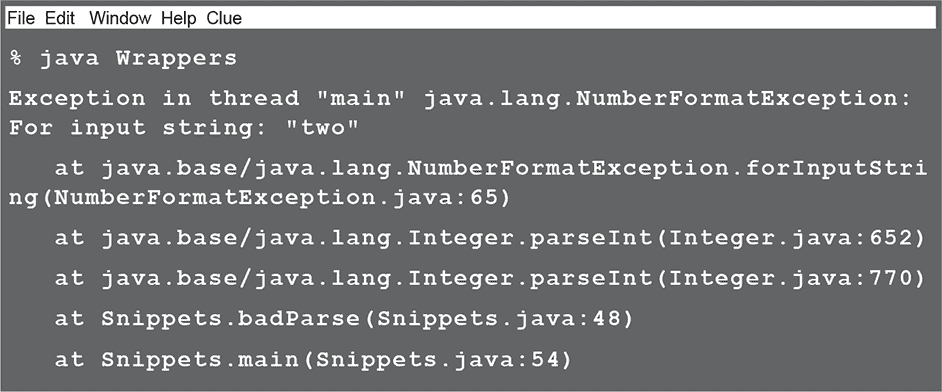 File Edit Window Help Clue
% java Wrappers
Exception in thread "main" java.lang.NumberFormatException:
For input string: "two"
at java.base/java.lang.NumberFormatException.forInputStri
ng(NumberFormatException.java:65)
at java.base/java.lang.Integer.parseInt(Integer.java:652)
at java.base/java.lang.Integer.parseInt(Integer.java:770)
at Snippets.badParse(Snippets.java:48)
at Snippets.main(Snippets.java:54)